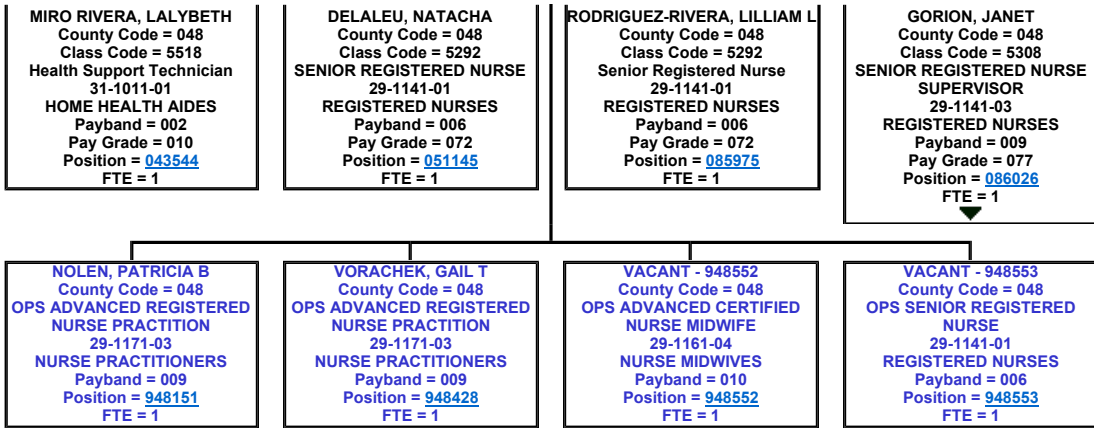 MIRO RIVERA, LALYBETH
County Code = 048
Class Code = 5518
Health Support Technician
31-1011-01
HOME HEALTH AIDES
Payband = 002
Pay Grade = 010
Position = 043544
FTE = 1
DELALEU, NATACHA
County Code = 048
Class Code = 5292
SENIOR REGISTERED NURSE
29-1141-01
REGISTERED NURSES
Payband = 006
Pay Grade = 072
Position = 051145
FTE = 1
RODRIGUEZ-RIVERA, LILLIAM L
County Code = 048
Class Code = 5292
Senior Registered Nurse
29-1141-01
REGISTERED NURSES
Payband = 006
Pay Grade = 072
Position = 085975
FTE = 1
GORION, JANET
County Code = 048
Class Code = 5308
SENIOR REGISTERED NURSE
SUPERVISOR
29-1141-03
REGISTERED NURSES
Payband = 009
Pay Grade = 077
Position = 086026
FTE = 1
NOLEN, PATRICIA B
County Code = 048
OPS ADVANCED REGISTERED
NURSE PRACTITION
29-1171-03
NURSE PRACTITIONERS
Payband = 009
Position = 948151
FTE = 1
VORACHEK, GAIL T
County Code = 048
OPS ADVANCED REGISTERED
NURSE PRACTITION
29-1171-03
NURSE PRACTITIONERS
Payband = 009
Position = 948428
FTE = 1
VACANT - 948552
County Code = 048
OPS ADVANCED CERTIFIED
NURSE MIDWIFE
29-1161-04
NURSE MIDWIVES
Payband = 010
Position = 948552
FTE = 1
VACANT - 948553
County Code = 048
OPS SENIOR REGISTERED
NURSE
29-1141-01
REGISTERED NURSES
Payband = 006
Position = 948553
FTE = 1